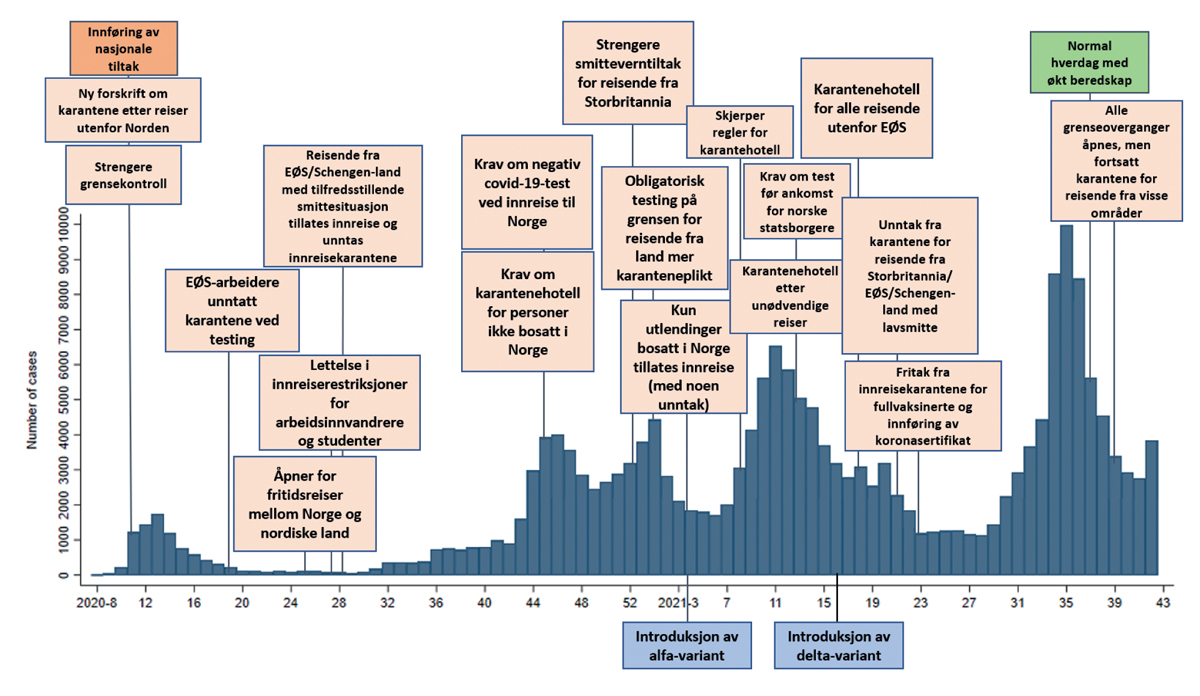 Innføring av
nasjonale
tiltak
Ny forskrift om
karantene etter reiser
utenfor Norden
Strengere
grensekontroll
EØS-arbeidere
unntatt
karantene ved
testing
Reisende fra
EØS/Schengen-land
med tilfredsstillende
smittesituasjon
tillates innreise og
unntas
innreisekarantene
Lettelse i
innreiserestriksjoner
for
arbeidsinnvandrere
og studenter
Åpner for
fritidsreiser
mellom Norge og
nordiske land
Krav om negativ
covid-19-test
ved innreise til
Norge
Krav om
karantenehotell
for personer
ikke bosatt i
Norge
Strengere
smitteverntiltak
for reisende fra
Storbritannia
Obligatorisk
testing på
grensen for
reisende fra
land mer
karanteneplikt
Kun
utlendinger
bosatt i Norge
tillates innreise
(med noen
unntak)
Skjerper
regler for
karantehotell
Krav om test
før ankomst
for norske
statsborgere
Karantenehotell
etter
unødvendige
reiser
Karantenehotell
for alle reisende
utenfor EØS
Unntak fra
karantene for
reisende fra
Storbritannia/
EØS/Schengen-
land med
lavsmitte
Fritak fra
innreisekarantene for
fullvaksinerte og
innføring av
koronasertifikat
Normal
hverdag med
økt beredskap
Alle
grenseoverganger
åpnes, men
fortsatt
karantene for
reisende fra visse
områder
Number of cases
10000
9000
8000
7000
6000
5000
4000
3000
2000
1000
0
2020-8 12 16 20 24 28 32 36 40 44 48 52 2021-3 7 11 15 19 23 27 31 35 39 43
Introduksjon av
alfa-variant
Introduksjon av
delta-variant